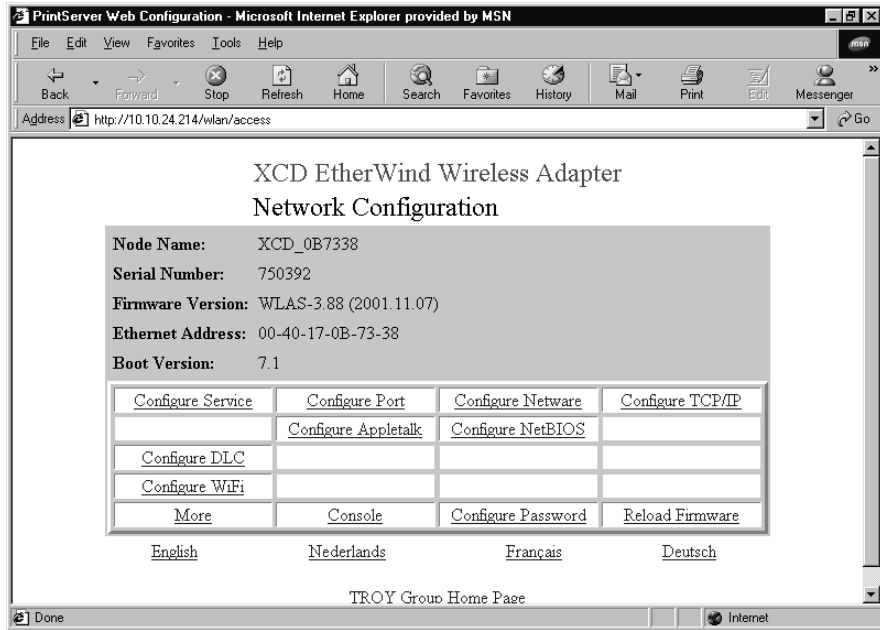 PrintServer Web Configuration - Microsoft Internet Explorer provided by MSN
File Edit View Favorites Tools Help
msn
Back Forward Stop Refresh Home Search Favorites History Mail Print Edit Messenger »
Address http://10.10.24.214/wlan/access Go
XCD EtherWind Wireless Adapter
Network Configuration
Node Name: XCD_0B7338
Serial Number: 750392
Firmware Version: WLAS-3.88 (2001.11.07)
Ethernet Address: 00-40-17-0B-73-38
Boot Version: 7.1
Configure Service Configure Port Configure Netware Configure TCP/IP
Configure Appletalk Configure NetBIOS
Configure DLC
Configure WiFi
More Console Configure Password Reload Firmware
English Nederlands Français Deutsch
TROY Group Home Page
Done Internet